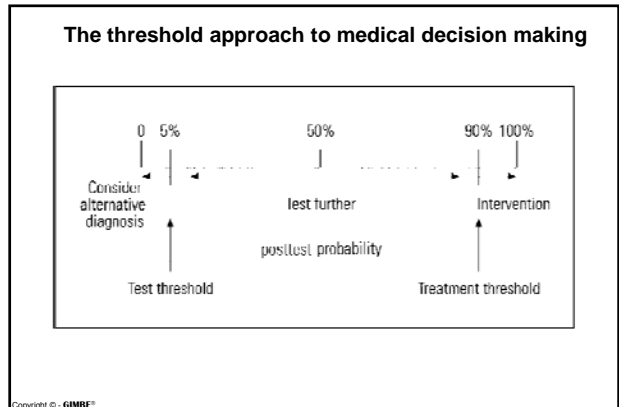 The threshold approach to medical decision making
0 5% 50% 90% 100%
Consider
alternative
diagnosis
Test further
Intervention
posttest probability
Test threshold
Treatment threshold
Copyright © - GIMBE®